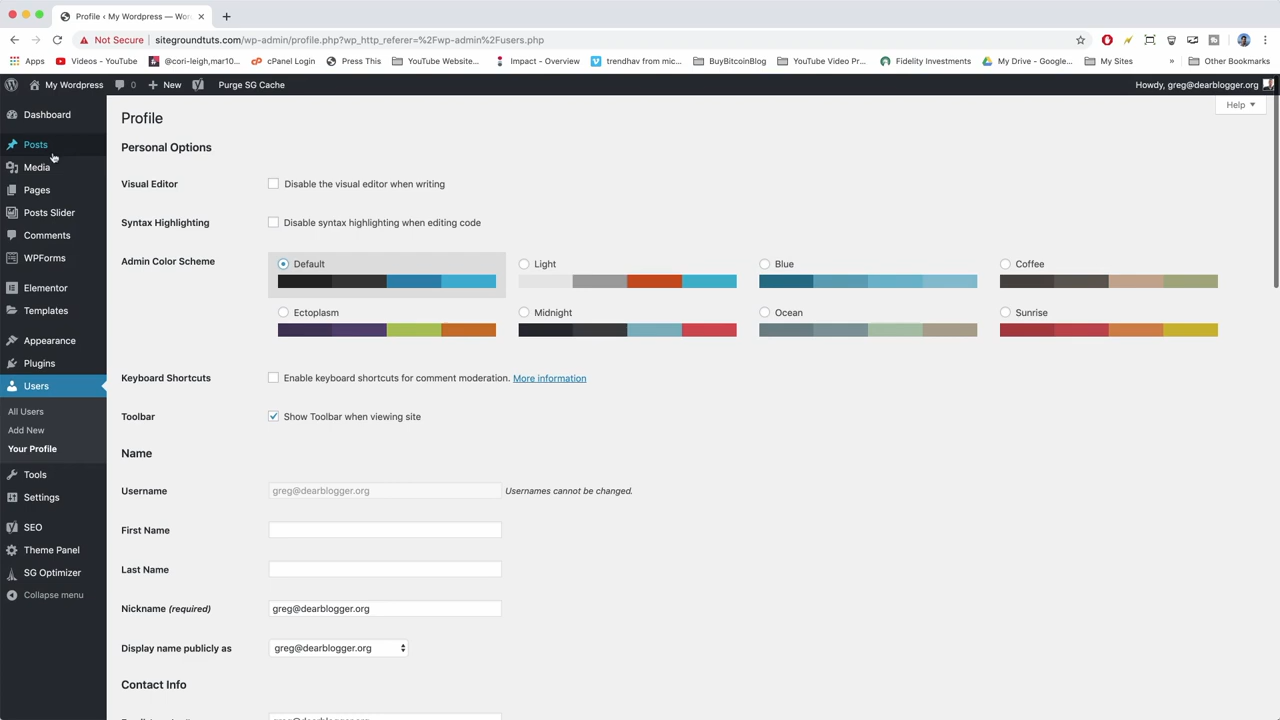 Profile ‹ My Wordpress — Wor
Not Secure
sitegroundtuts.com/wp-admin/profile.php?wp_http_referer=%2Fwp-admin%2Fusers.php
Apps
Videos - YouTube
@cori-leigh,mar10...
cPanel Login
Press This
YouTube Website...
Impact - Overview
trendhav from mic...
BuyBitcoinBlog
YouTube Video Pr...
Fidelity Investments
My Drive - Google...
My Sites
»
Other Bookmarks
My Wordpress
0
New
Purge SG Cache
Howdy, greg@dearblogger.org
Help
Dashboard
Posts
Media
Pages
Posts Slider
Comments
WPForms
Elementor
Templates
Appearance
Plugins
Users
All Users
Add New
Your Profile
Tools
Settings
SEO
Theme Panel
SG Optimizer
Collapse menu
Profile
Personal Options
Visual Editor
Disable the visual editor when writing
Syntax Highlighting
Disable syntax highlighting when editing code
Admin Color Scheme
Default
Light
Blue
Coffee
Ectoplasm
Midnight
Ocean
Sunrise
Keyboard Shortcuts
Enable keyboard shortcuts for comment moderation. More information
Toolbar
Show Toolbar when viewing site
Name
Username
greg@dearblogger.org
Usernames cannot be changed.
First Name
Last Name
Nickname (required)
greg@dearblogger.org
Display name publicly as
greg@dearblogger.org
Contact Info